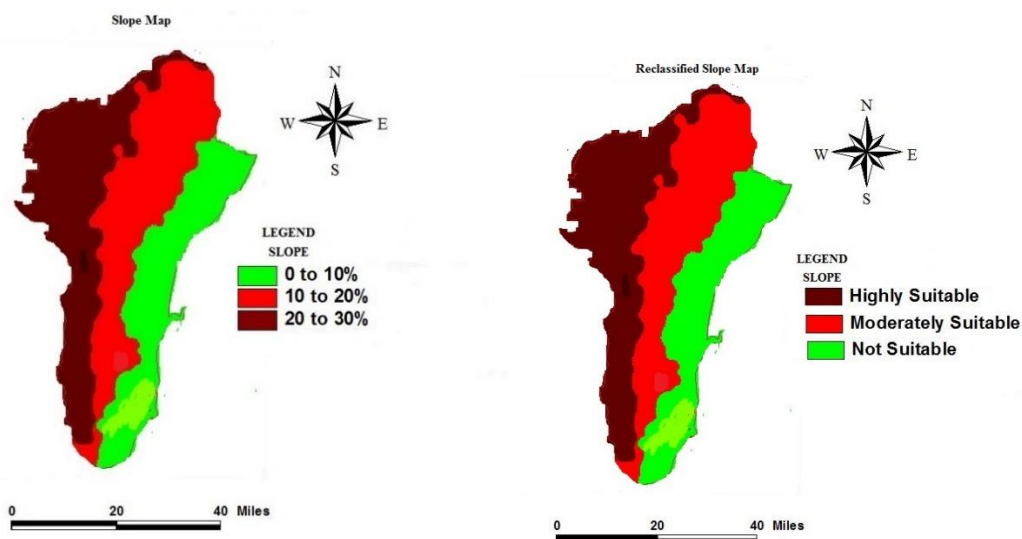 Slope Map
N
W E
S
LEGEND
SLOPE
0 to 10%
10 to 20%
20 to 30%
0 20 40 Miles
Reclassified Slope Map
N
W E
S
LEGEND
SLOPE
Highly Suitable
Moderately Suitable
Not Suitable
0 20 40 Miles